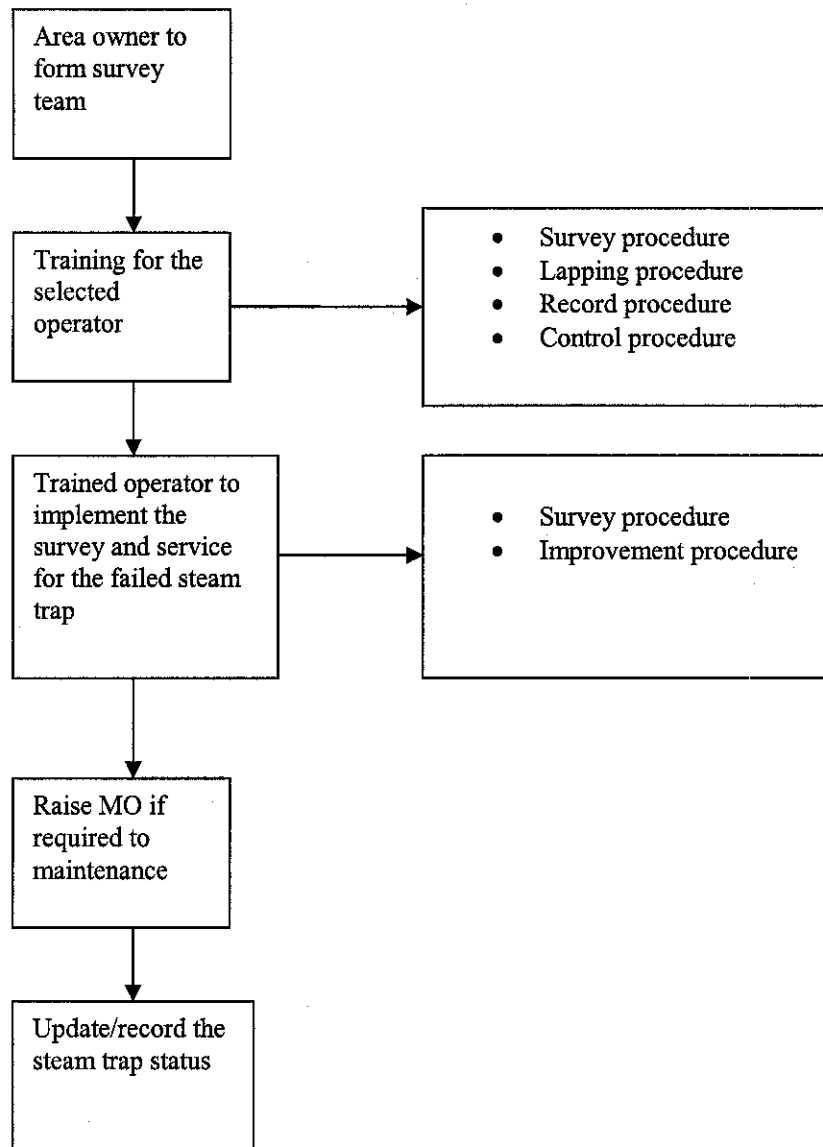 Area owner to
form survey
team
Training for the
selected
operator
• Survey procedure
• Lapping procedure
• Record procedure
• Control procedure
Trained operator to
implement the
survey and service
for the failed steam
trap
• Survey procedure
• Improvement procedure
Raise MO if
required to
maintenance
Update/record the
steam trap status